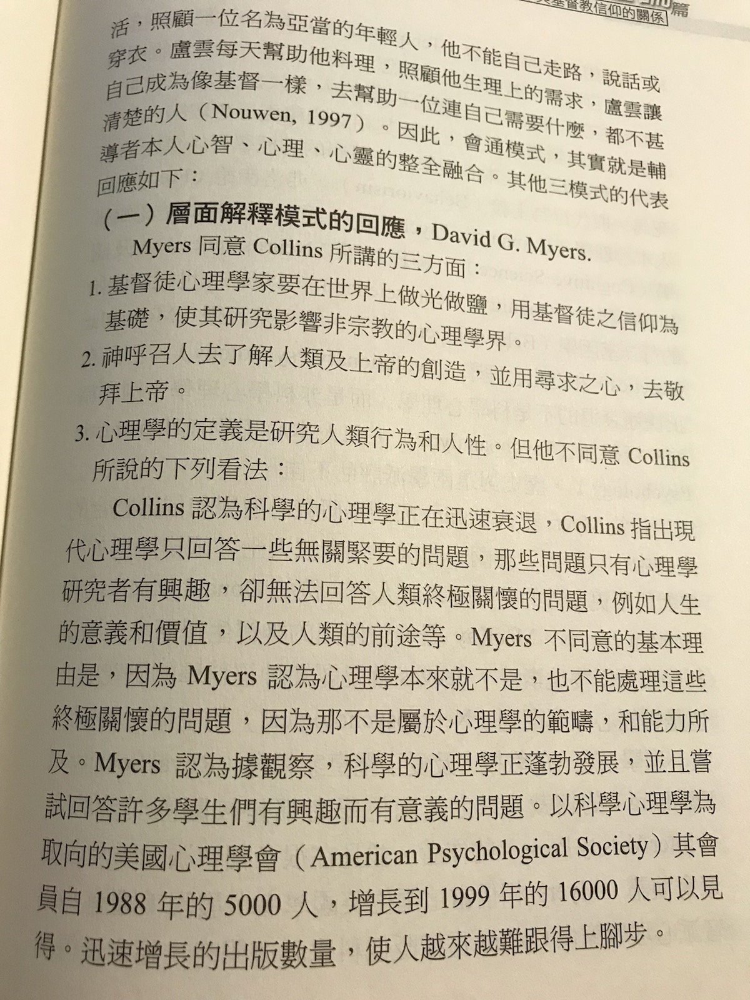 基督教信仰的關係
篇
活，照顧一位名為亞當的年輕人，他不能自己走路，說話或
穿衣。盧雲每天幫助他料理，照顧他生理上的需求，盧雲讓
自己成為像基督一樣，去幫助一位連自己需要什麼，都不甚
清楚的人（Nouwen, 1997）。因此，會通模式，其實就是輔
導者本人心智、心理、心靈的整全融合。其他三模式的代表
回應如下：
（一）層面解釋模式的回應，David G. Myers.
Myers 同意 Collins 所講的三方面：
1. 基督徒心理學家要在世界上做光做鹽，用基督徒之信仰為
基礎，使其研究影響非宗教的心理學界。
2. 神呼召人去了解人類及上帝的創造，並用尋求之心，去敬
拜上帝。
3. 心理學的定義是研究人類行為和人性。但他不同意 Collins
所說的下列看法：
Collins 認為科學的心理學正在迅速衰退，Collins 指出現
代心理學只回答一些無關緊要的問題，那些問題只有心理學
研究者有興趣，卻無法回答人類終極關懷的問題，例如人生
的意義和價值，以及人類的前途等。Myers 不同意的基本理
由是，因為 Myers 認為心理學本來就不是，也不能處理這些
終極關懷的問題，因為那不是屬於心理學的範疇，和能力所
及。Myers 認為據觀察，科學的心理學正蓬勃發展，並且嘗
試回答許多學生們有興趣而有意義的問題。以科學心理學為
取向的美國心理學會（American Psychological Society）其會
員自 1988 年的 5000 人，增長到 1999 年的 16000 人可以見
得。迅速增長的出版數量，使人越來越難跟得上腳步。